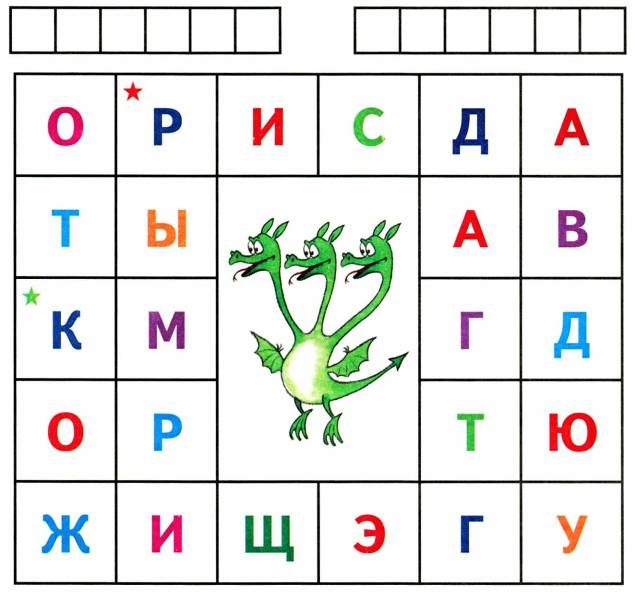 О Р И С Д А
Т Ы А В
К М Г Д
О Р Т Ю
Ж И Щ Э Г У